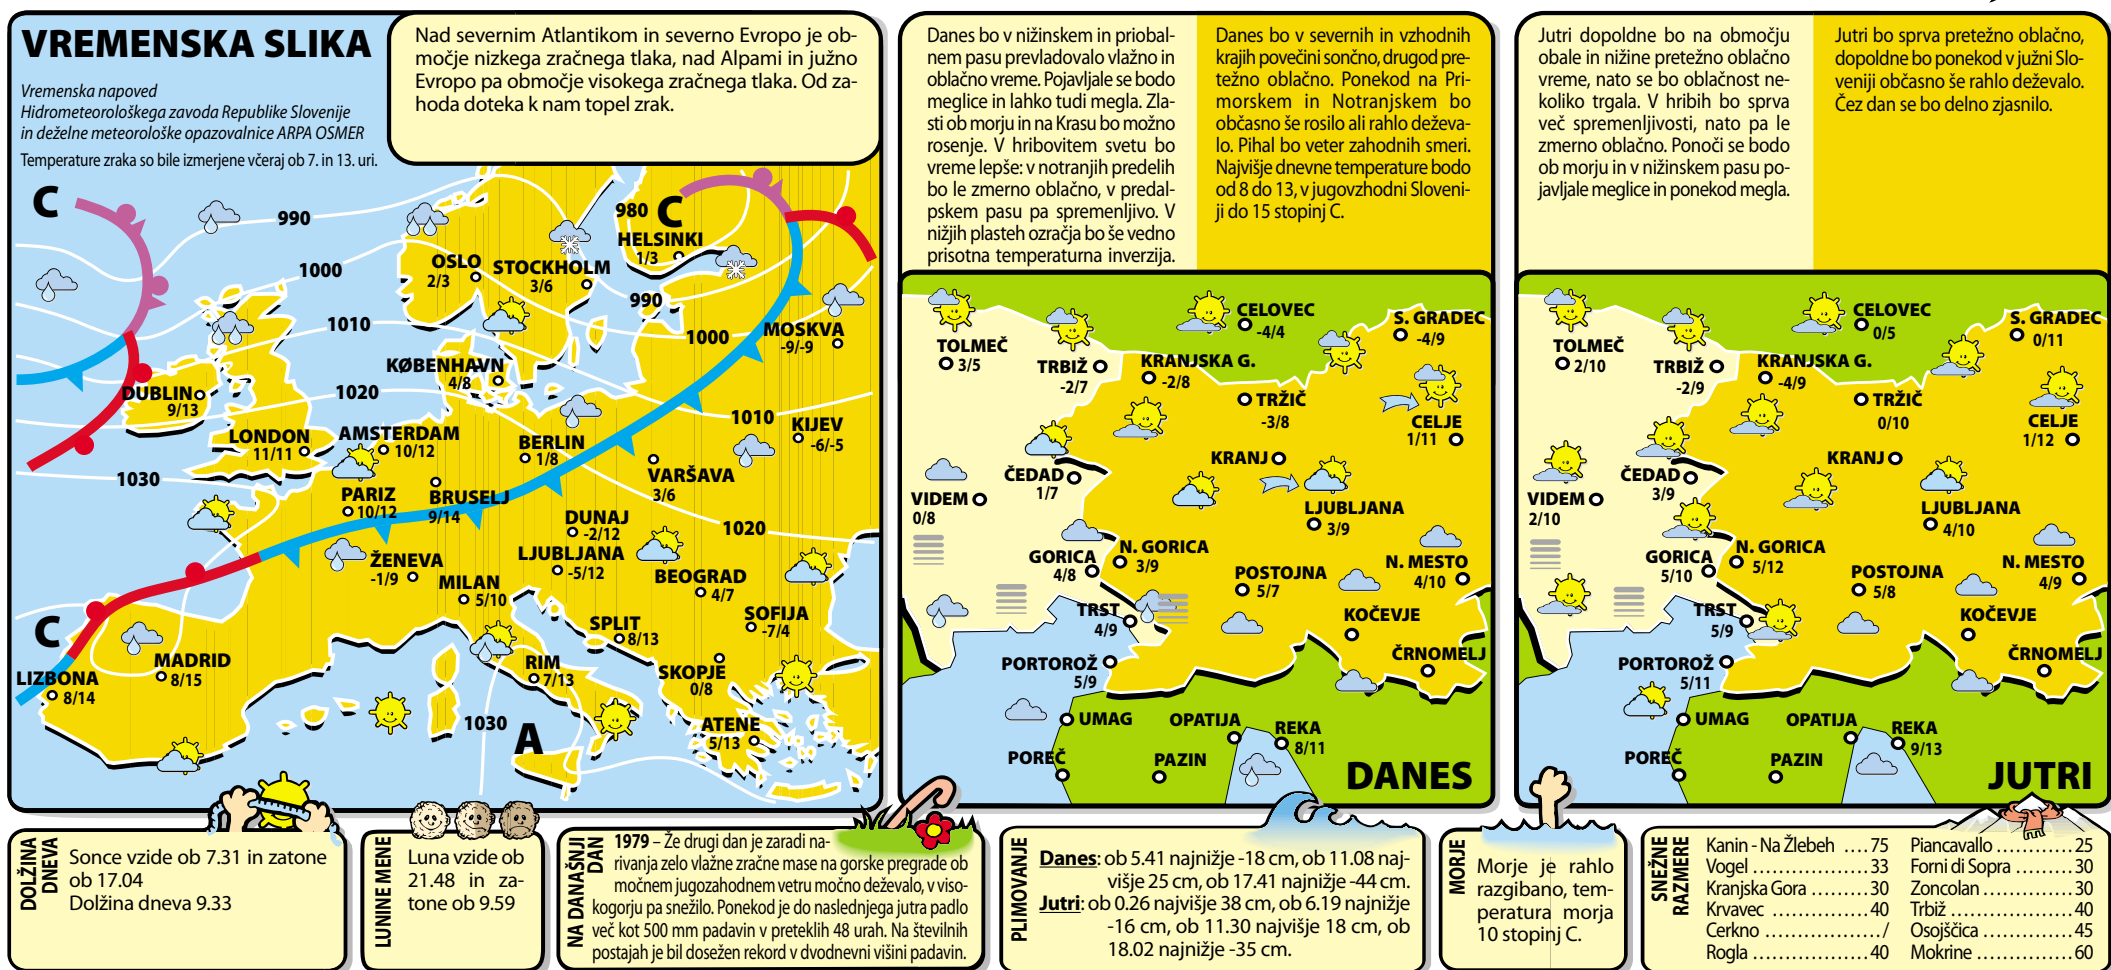 VREMENSKA SLIKA
Vremenska napoved
Hidrometeorološkega zavoda Republike Slovenije
in deželne meteorološke opazovalnice ARPA OSMER
Temperature zraka so bile izmerjene včeraj ob 7. in 13. uri.
Nad severnim Atlantikom in severno Evropo je ob-
močje nizkega zračnega tlaka, nad Alpami in južno
Evropo pa območje visokega zračnega tlaka. Od za-
hoda doteka k nam topel zrak.
C
990
980 C
HELSINKI
1/3
1000
OSLO
2/3
STOCKHOLM
3/6
990
1010
1000
MOSKVA
-9/-9
KØBENHAVN
4/8
DUBLIN
9/13
1020
1010
KIJEV
-6/-5
LONDON
11/11
AMSTERDAM
10/12
BERLIN
1/8
1030
VARŠAVA
3/6
PARIZ
10/12
BRUSELJ
9/14
DUNAJ
-2/12
1020
ŽENEVA
-1/9
LJUBLJANA
-5/12
MILAN
5/10
BEOGRAD
4/7
SOFIJA
-7/4
C
SPLIT
8/13
MADRID
8/15
RIM
7/13
SKOPJE
0/8
LIZBONA
8/14
1030
A
ATENE
5/13
Danes bo v nižinskem in priobal-
nem pasu prevladovalo vlažno in
oblačno vreme. Pojavljale se bodo
meglice in lahko tudi megla. Zla-
sti ob morju in na Krasu bo možno
rosenje. V hribovitem svetu bo
vreme lepše: v notranjih predelih
bo le zmerno oblačno, v predal-
pskem pasu pa spremenljivo. V
nižjih plasteh ozračja bo še vedno
prisotna temperaturna inverzija.
Danes bo v severnih in vzhodnih
krajih povečini sončno, drugod pre-
težno oblačno. Ponekod na Pri-
morskem in Notranjskem bo
občasno še rosilo ali rahlo deževa-
lo. Pihal bo veter zahodnih smeri.
Najvišje dnevne temperature bodo
od 8 do 13, v jugovzhodni Sloveni-
ji do 15 stopinj C.
CELOVEC
-4/4
S. GRADEC
-4/9
TOLMEČ
3/5
TRBIŽ
-2/7
KRANJSKA G.
-2/8
TRŽIČ
-3/8
CELJE
1/11
KRANJ
ČEDAD
1/7
VIDEM
0/8
LJUBLJANA
3/9
GORICA
4/8
N. GORICA
3/9
POSTOJNA
5/7
N. MESTO
4/10
TRST
4/9
KOČEVJE
PORTOROŽ
5/9
ČRNOMELJ
UMAG
OPATIJA
REKA
8/11
POREČ
PAZIN
DANES
Jutri dopoldne bo na območju
obale in nižine pretežno oblačno
vreme, nato se bo oblačnost ne-
koliko trgala. V hribih bo sprva
več spremenljivosti, nato pa le
zmerno oblačno. Ponoči se bodo
ob morju in v nižinskem pasu po-
javljale meglice in ponekod megla.
Jutri bo sprva pretežno oblačno,
dopoldne bo ponekod v južni Slo-
veniji občasno še rahlo deževalo.
Čez dan se bo delno zjasnilo.
CELOVEC
0/5
S. GRADEC
0/11
TOLMEČ
2/10
TRBIŽ
-2/9
KRANJSKA G.
-4/9
TRŽIČ
0/10
CELJE
1/12
KRANJ
ČEDAD
3/9
VIDEM
2/10
LJUBLJANA
4/10
GORICA
5/10
N. GORICA
5/12
POSTOJNA
5/8
N. MESTO
4/9
TRST
5/9
KOČEVJE
PORTOROŽ
5/11
ČRNOMELJ
UMAG
OPATIJA
REKA
9/13
POREČ
PAZIN
JUTRI
DOLŽINA
DNEVA
Sonce vzide ob 7.31 in zatone
ob 17.04
Dolžina dneva 9.33
LUNINE MENE
Luna vzide ob
21.48 in za-
tone ob 9.59
NA DANAŠNJI
DAN
1979 – Že drugi dan je zaradi na-
rivanja zelo vlažne zračne mase na gorske pregrade ob
močnem jugozahodnem vetru močno deževalo, v viso-
kogorju pa snežilo. Ponekod je do naslednjega jutra padlo
več kot 500 mm padavin v preteklih 48 urah. Na številnih
postajah je bil dosežen rekord v dvodnevni višini padavin.
PLIMOVANJE
Danes: ob 5.41 najnižje -18 cm, ob 11.08 naj-
višje 25 cm, ob 17.41 najnižje -44 cm.
Jutri: ob 0.26 najvišje 38 cm, ob 6.19 najnižje
-16 cm, ob 11.30 najvišje 18 cm, ob
18.02 najnižje -35 cm.
MORJE
Morje je rahlo
razgibano, tem-
peratura morja
10 stopinj C.
SNEŽNE
RAZMERE
Kanin - Na Žlebeh ....75
Vogel ....................33
Kranjska Gora ..........30
Krvavec .................40
Cerkno .................../
Rogla ....................40
Piancavallo ............25
Forni di Sopra .........30
Zoncolan ...............30
Trbiž ....................40
Osojščica ...............45
Mokrine .................60